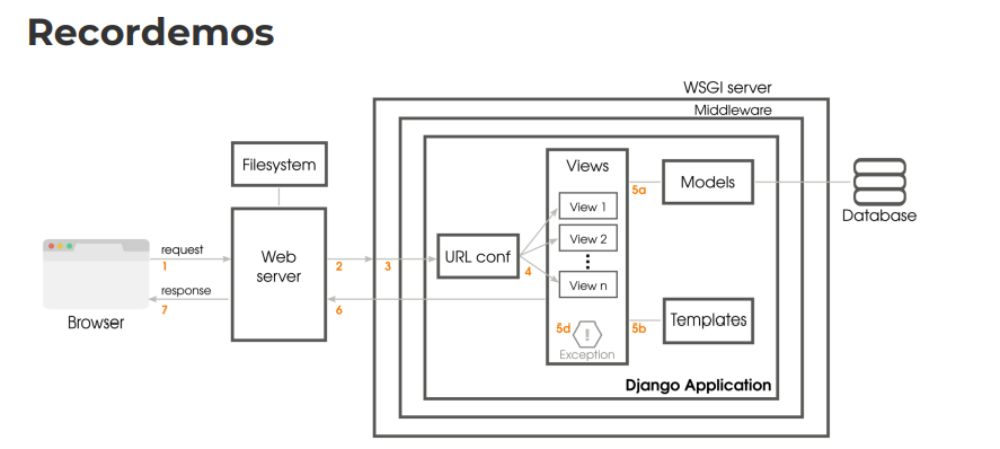 Recordemos
WSGI server
Middleware
Filesystem
Views
Models
5a
View 1
Database
request
1
Web
server
2
3
URL conf
4
View 2
View n
response
7
6
Browser
5d
!
Exception
5b
Templates
Django Application